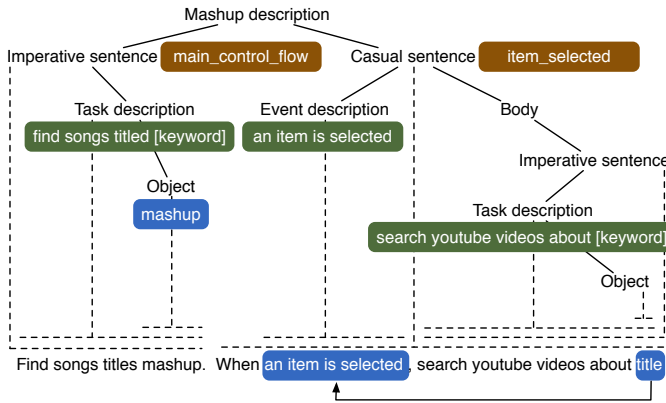 Mashup description
Imperative sentence main_control_flow Casual sentence item_selected
Task description Event description Body
find songs titled [keyword] an item is selected
Imperative sentence
Object
mashup Task description
search youtube videos about [keyword]
Object
Find songs titles mashup. When an item is selected, search youtube videos about title